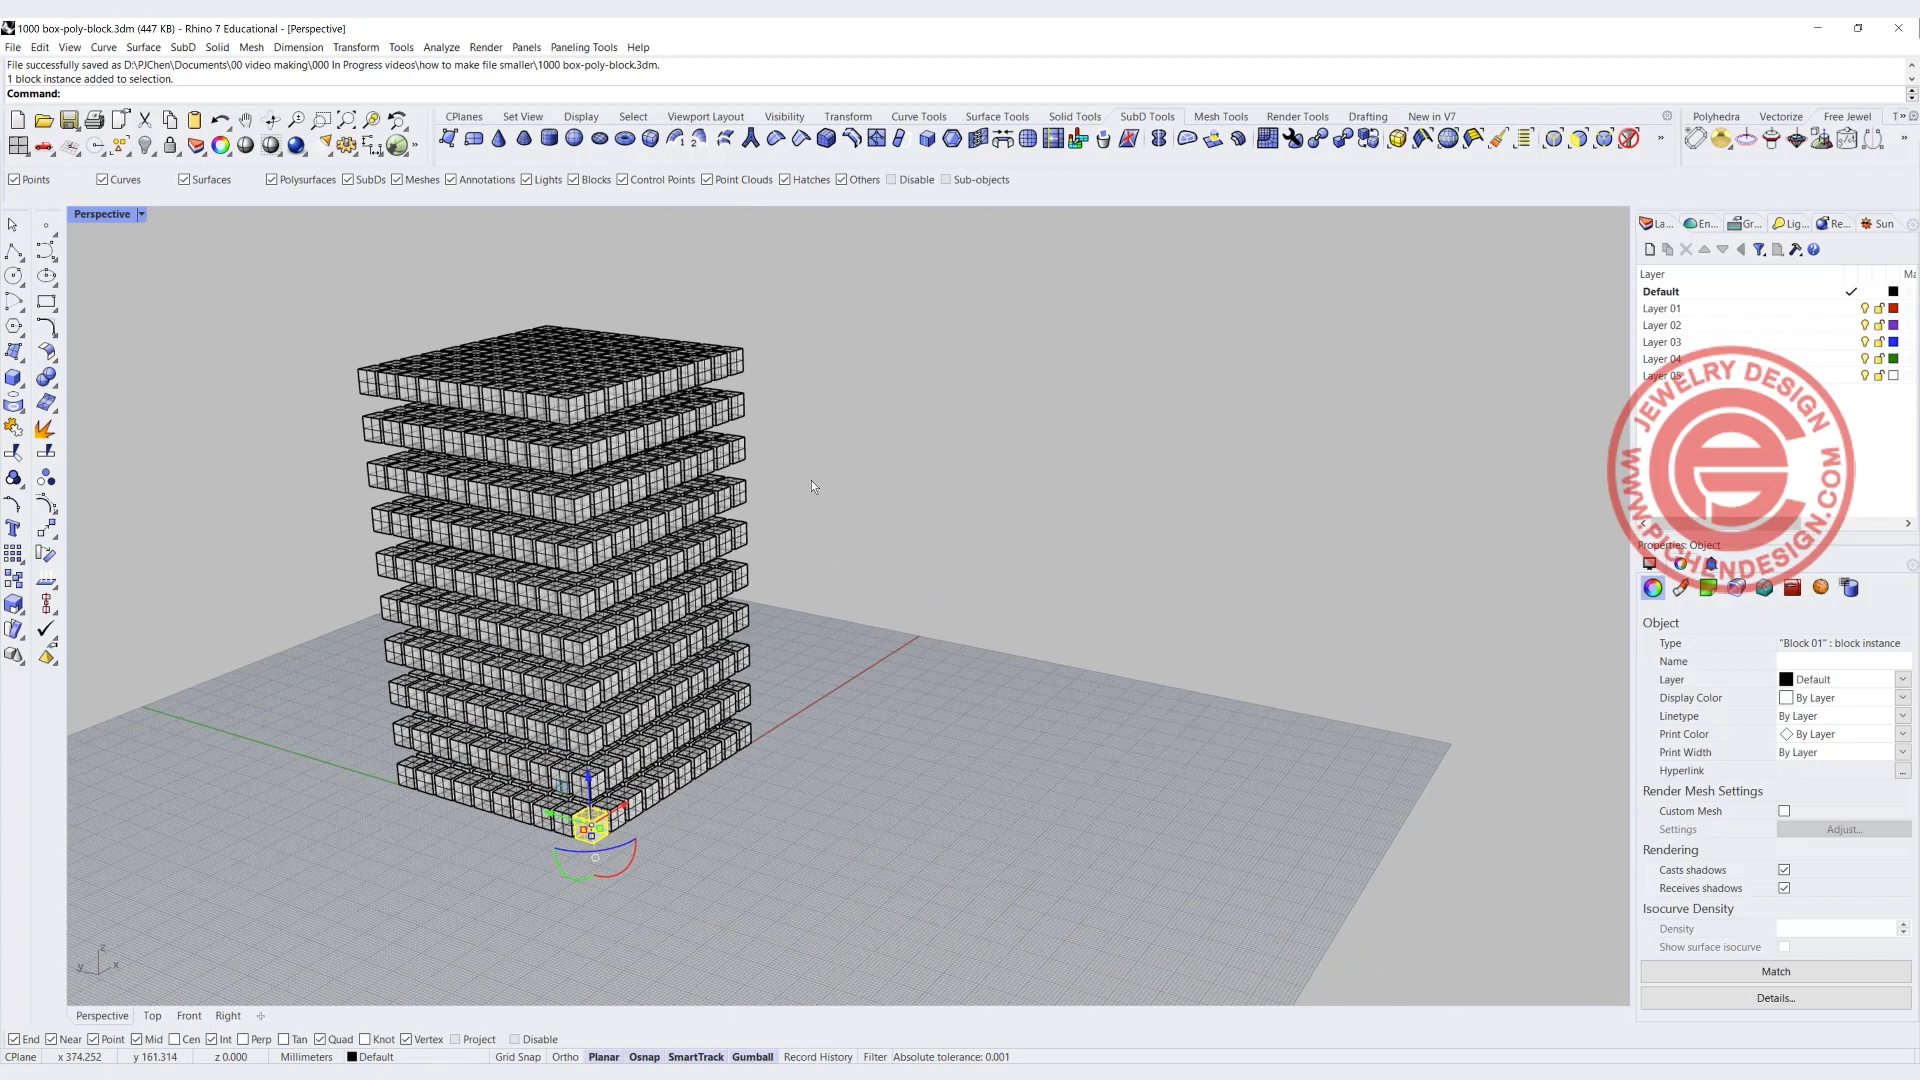 1000 box-poly-block.3dm (447 KB) - Rhino 7 Educational - [Perspective]
File Edit View Curve Surface SubD Solid Mesh Dimension Transform Tools Analyze Render Panels Paneling Tools Help
File successfully saved as D:\PJChen\Documents\00 video making\000 In Progress videos\how to make file smaller\1000 box-poly-block.3dm.
1 block instance added to selection.
Command:
CPlanes Set View Display Select Viewport Layout Visibility Transform Curve Tools Surface Tools Solid Tools SubD Tools Mesh Tools Render Tools Drafting New in V7 Polyhedra Vectorize Free Jewel T »
Points Curves Surfaces Polysurfaces SubDs Meshes Annotations Lights Blocks Control Points Point Clouds Hatches Others Disable Sub-objects
Perspective
La... En... Gr... Lig... Re... Sun
Layer Ma
Default
Layer 01
Layer 02
Layer 03
Layer 04
Layer 05
JEWELRY DESIGN
WWW.PJCHENDESIGN.COM
Properties: Object
Object
Type "Block 01" : block instance
Name
Layer Default
Display Color By Layer
Linetype By Layer
Print Color By Layer
Print Width By Layer
Hyperlink ...
Render Mesh Settings
Custom Mesh
Settings Adjust...
Rendering
Casts shadows
Receives shadows
Isocurve Density
Density
Show surface isocurve
Match
Details...
z
y x
Perspective Top Front Right
End Near Point Mid Cen Int Perp Tan Quad Knot Vertex Project Disable
CPlane x 374.252 y 161.314 z 0.000 Millimeters Default Grid Snap Ortho Planar Osnap SmartTrack Gumball Record History Filter Absolute tolerance: 0.001